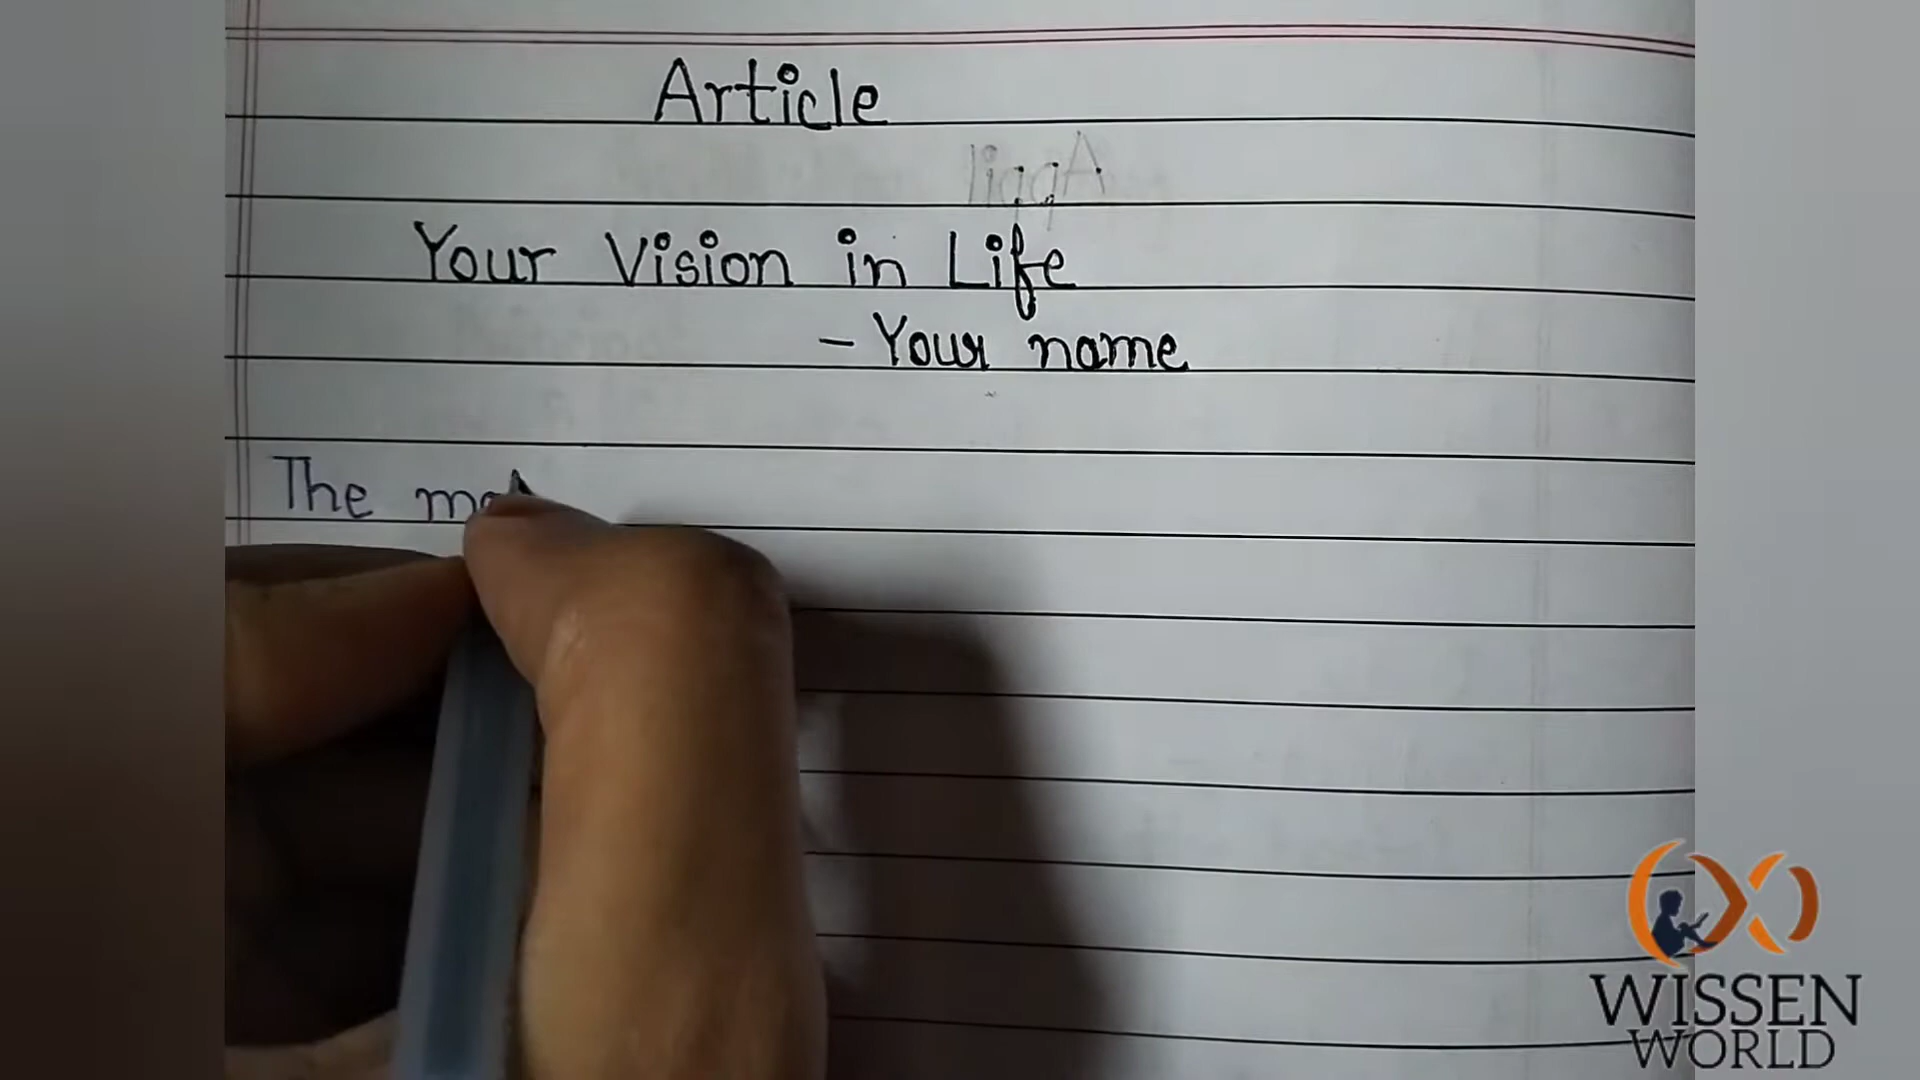 Article
Your Vision in Life
- Your name
The
WISSEN
WORLD